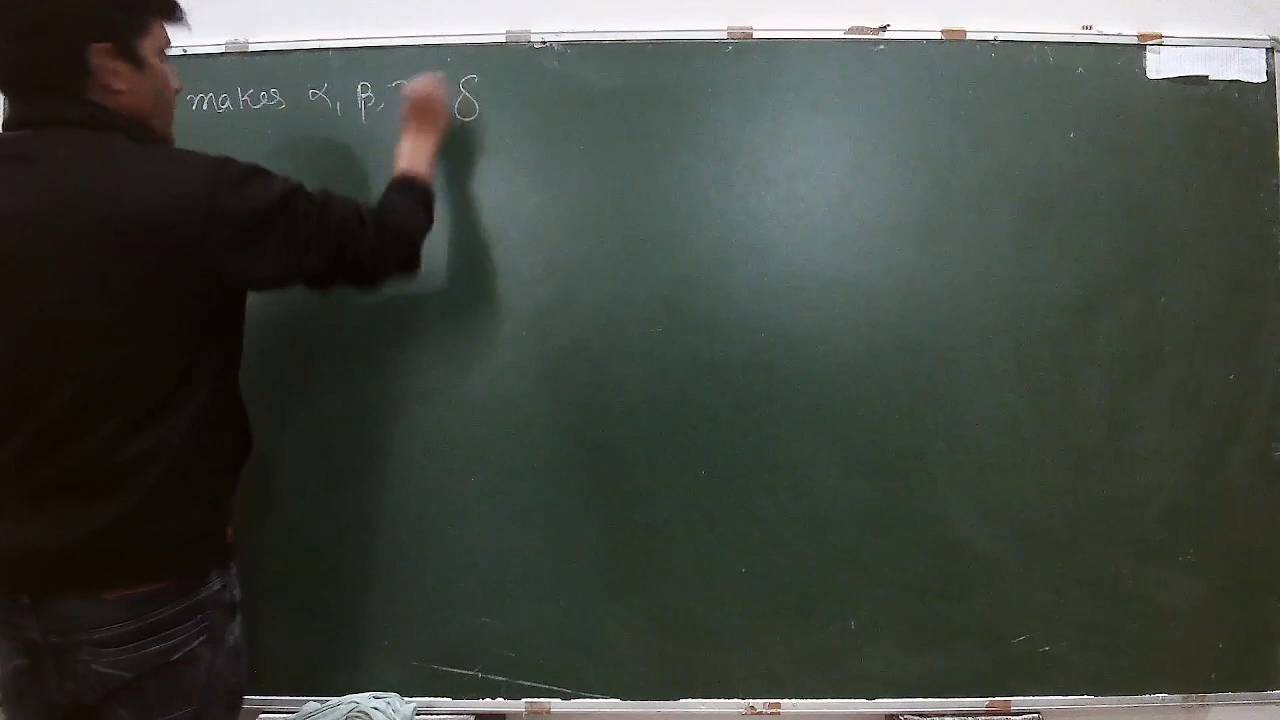 makes α, β, δ